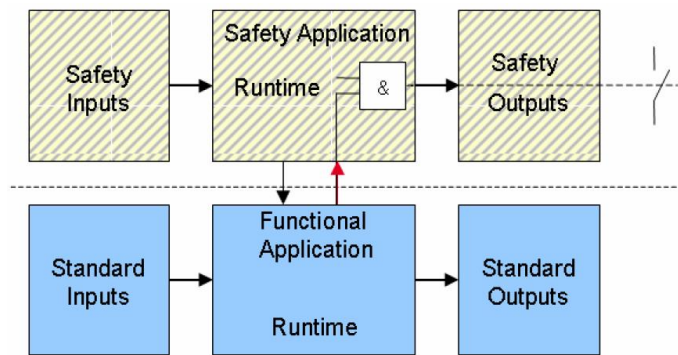 Safety
Inputs
Safety Application
Runtime
&
Safety
Outputs
Standard
Inputs
Functional
Application
Runtime
Standard
Outputs